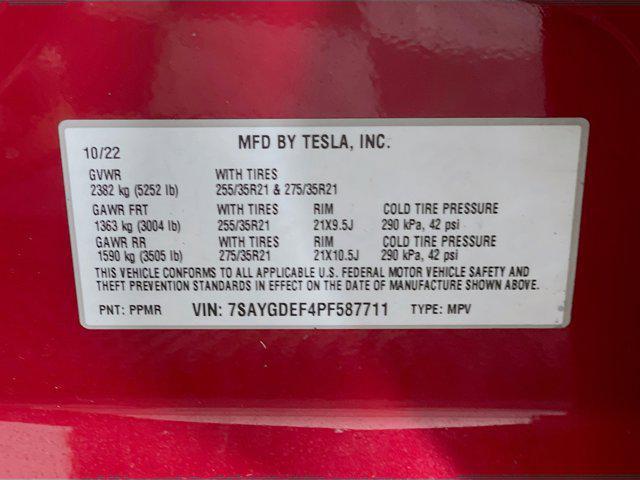 MFD BY TESLA, INC.
10/22
GVWR WITH TIRES
2382 kg (5252 lb) 255/35R21 & 275/35R21
GAWR FRT WITH TIRES RIM COLD TIRE PRESSURE
1363 kg (3004 lb) 255/35R21 21X9.5J 290 kPa, 42 psi
GAWR RR WITH TIRES RIM COLD TIRE PRESSURE
1590 kg (3505 lb) 275/35R21 21X10.5J 290 kPa, 42 psi
THIS VEHICLE CONFORMS TO ALL APPLICABLE U.S. FEDERAL MOTOR VEHICLE SAFETY AND
THEFT PREVENTION STANDARDS IN EFFECT ON THE DATE OF MANUFACTURE SHOWN ABOVE.
PNT: PPMR VIN: 7SAYGDEF4PF587711 TYPE: MPV